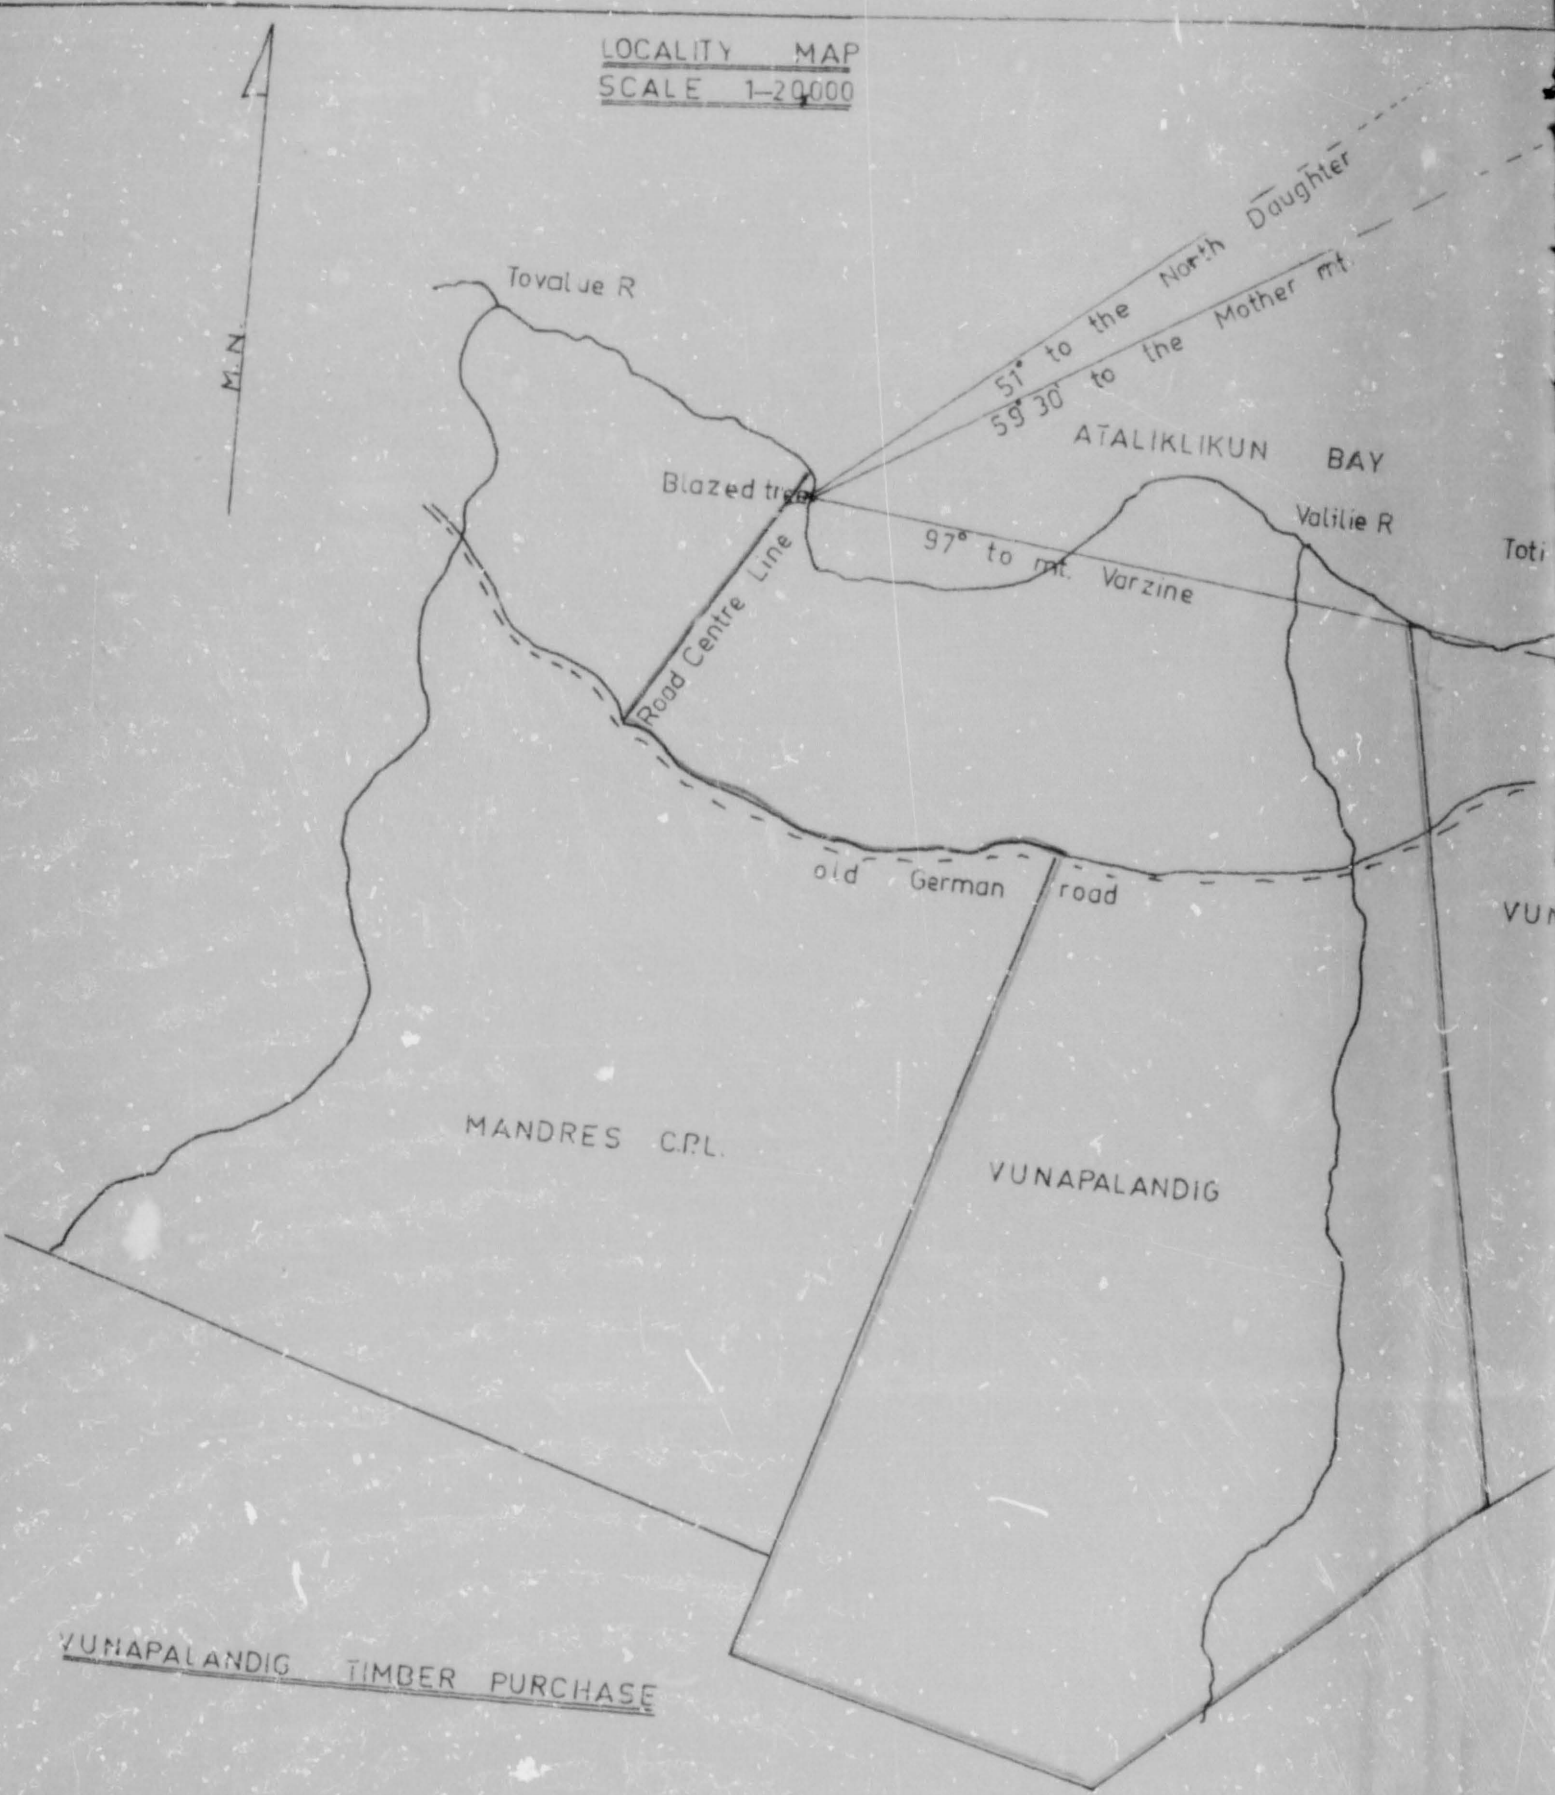 LOCALITY MAP
SCALE 1—20,000
M.N.
Tovalue R
51° to the North Daughter
59° 30' to the Mother mt.
ATALIKLIKUN BAY
Blazed tree
97° to mt. Varzine
Valilie R
Toti
Road Centre Line
old German road
VUN
MANDRES C.P.L.
VUNAPALANDIG
VUNAPALANDIG TIMBER PURCHASE